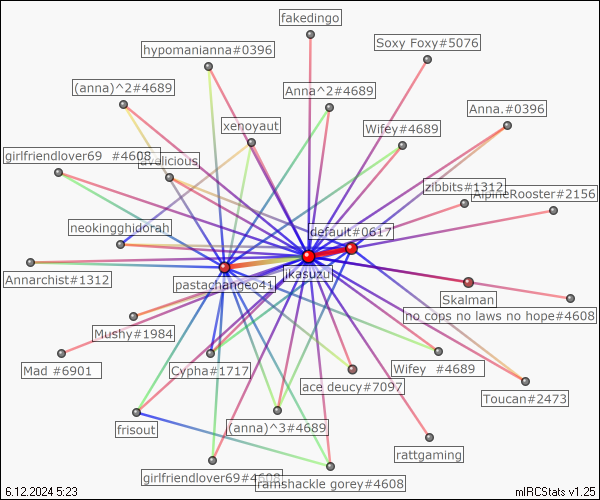 fakedingo
Soxy Foxy#5076
hypomanianna#0396
(anna)^2#4689
Anna^2#4689
Anna.#0396
xenoyaut
Wifey#4689
girlfriendlover69 #4608
avelicious
zibbits#1312
AlpineRooster#2156
neokingghidorah
default#0617
Annarchist#1312
pastachangeo41
ikasuzu
Skalman
no cops no laws no hope#4608
Mushy#1984
Mad #6901
Cypha#1717
Wifey #4689
ace deucy#7097
Toucan#2473
frisout
(anna)^3#4689
rattgaming
girlfriendlover69#4608
ramshackle gorey#4608
6.12.2024 5:23
mIRCStats v1.25